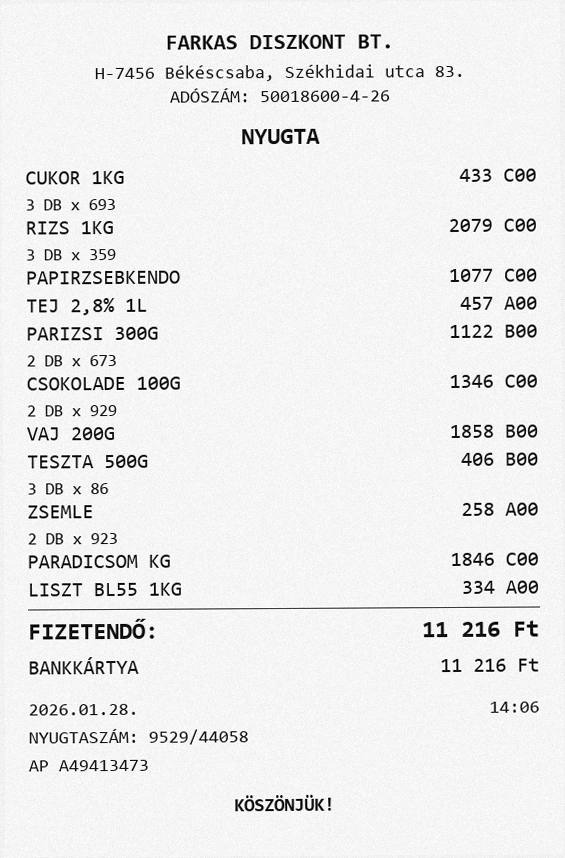 FARKAS DISZKONT BT.
H-7456 Békéscsaba, Székhidai utca 83.
ADÓSZÁM: 50018600-4-26
NYUGTA
CUKOR 1KG 433 C00
3 DB x 693
RIZS 1KG 2079 C00
3 DB x 359
PAPIRZSEBKENDO 1077 C00
TEJ 2,8% 1L 457 A00
PARIZSI 300G 1122 B00
2 DB x 673
CSOKOLADE 100G 1346 C00
2 DB x 929
VAJ 200G 1858 B00
TESZTA 500G 406 B00
3 DB x 86
ZSEMLE 258 A00
2 DB x 923
PARADICSOM KG 1846 C00
LISZT BL55 1KG 334 A00
FIZETENDŐ: 11 216 Ft
BANKKÁRTYA 11 216 Ft
2026.01.28. 14:06
NYUGTASZÁM: 9529/44058
AP A49413473
KÖSZÖNJÜK!